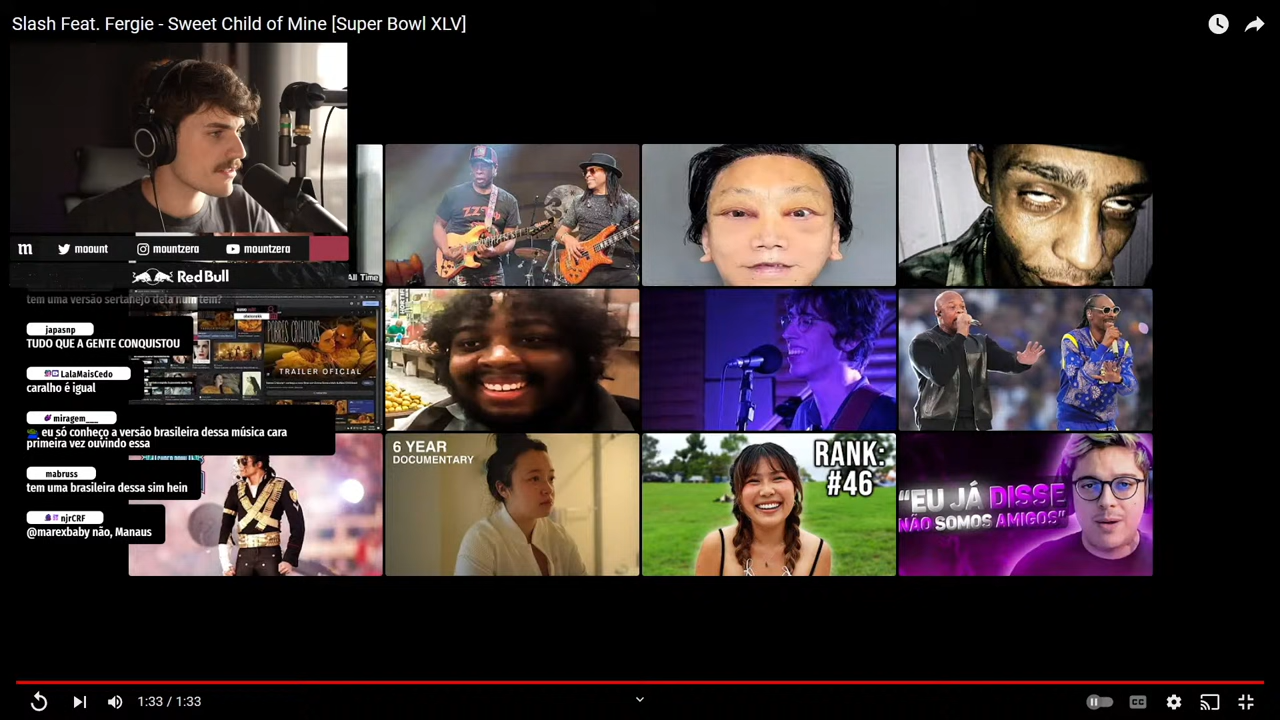 Slash Feat. Fergie - Sweet Child of Mine [Super Bowl XLV]
m moount mountzera mountzera
Red Bull
All Time
tem uma versão sertanejo dela num tem?
japasnp
TUDO QUE A GENTE CONQUISTOU
LalaMaisCedo
caralho é igual
miragem___
eu só conheço a versão brasileira dessa música cara
primeira vez ouvindo essa
mabruss
tem uma brasileira dessa sim hein
njrCRF
@marexbaby não, Manaus
POBRES CRIATURAS
TRAILER OFICIAL
6 YEAR
DOCUMENTARY
RANK:
#46
“EU JÁ DISSE
NÃO SOMOS AMIGOS”
1:33 / 1:33
CC